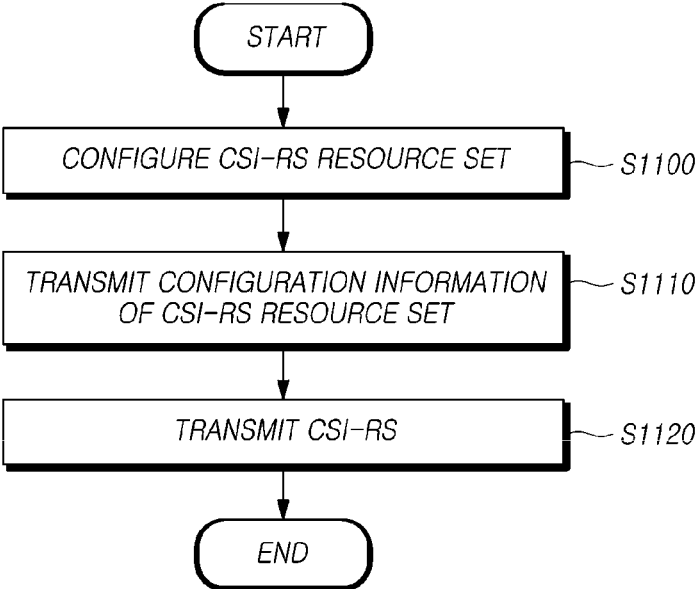 START
CONFIGURE CSI-RS RESOURCE SET
S1100
TRANSMIT CONFIGURATION INFORMATION
OF CSI-RS RESOURCE SET
S1110
TRANSMIT CSI-RS
S1120
END